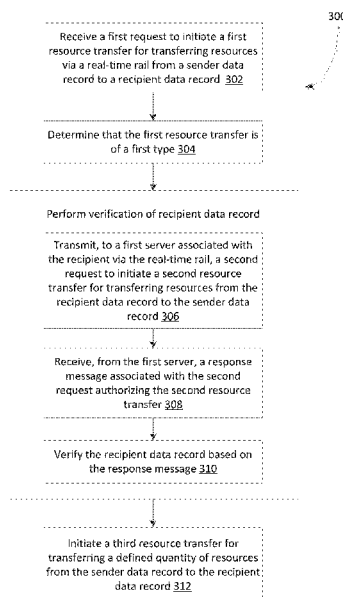 300
Receive a first request to initiate a first
resource transfer for transferring resources
via a real-time rail from a sender data
record to a recipient data record 302
Determine that the first resource transfer is
of a first type 304
Perform verification of recipient data record
Transmit, to a first server associated with
the recipient via the real-time rail, a second
request to initiate a second resource
transfer for transferring resources from the
recipient data record to the sender data
record 306
Receive, from the first server, a response
message associated with the second
request authorizing the second resource
transfer 308
Verify the recipient data record based on
the response message 310
Initiate a third resource transfer for
transferring a defined quantity of resources
from the sender data record to the recipient
data record 312